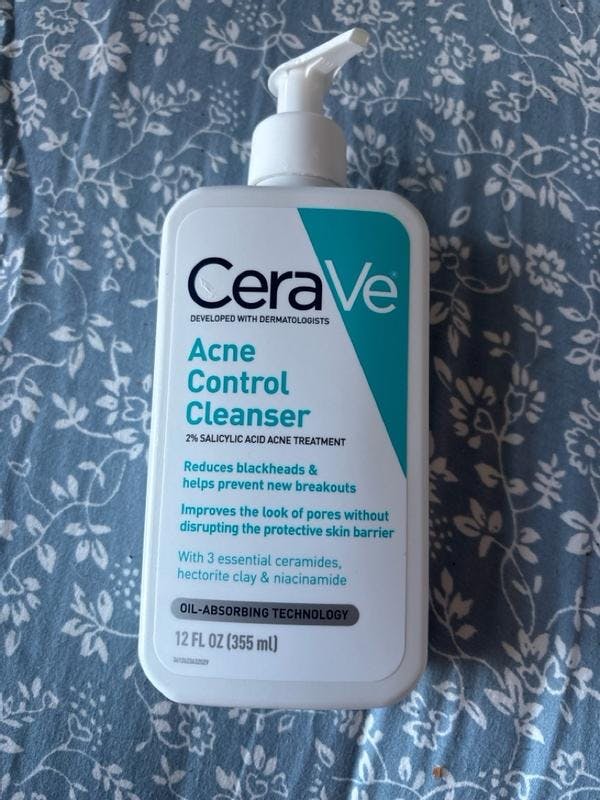 CeraVe
DEVELOPED WITH DERMATOLOGISTS
Acne
Control
Cleanser
2% SALICYLIC ACID ACNE TREATMENT
Reduces blackheads &
helps prevent new breakouts
Improves the look of pores without
disrupting the protective skin barrier
With 3 essential ceramides,
hectorite clay & niacinamide
OIL-ABSORBING TECHNOLOGY
12 FL OZ (355 ml)